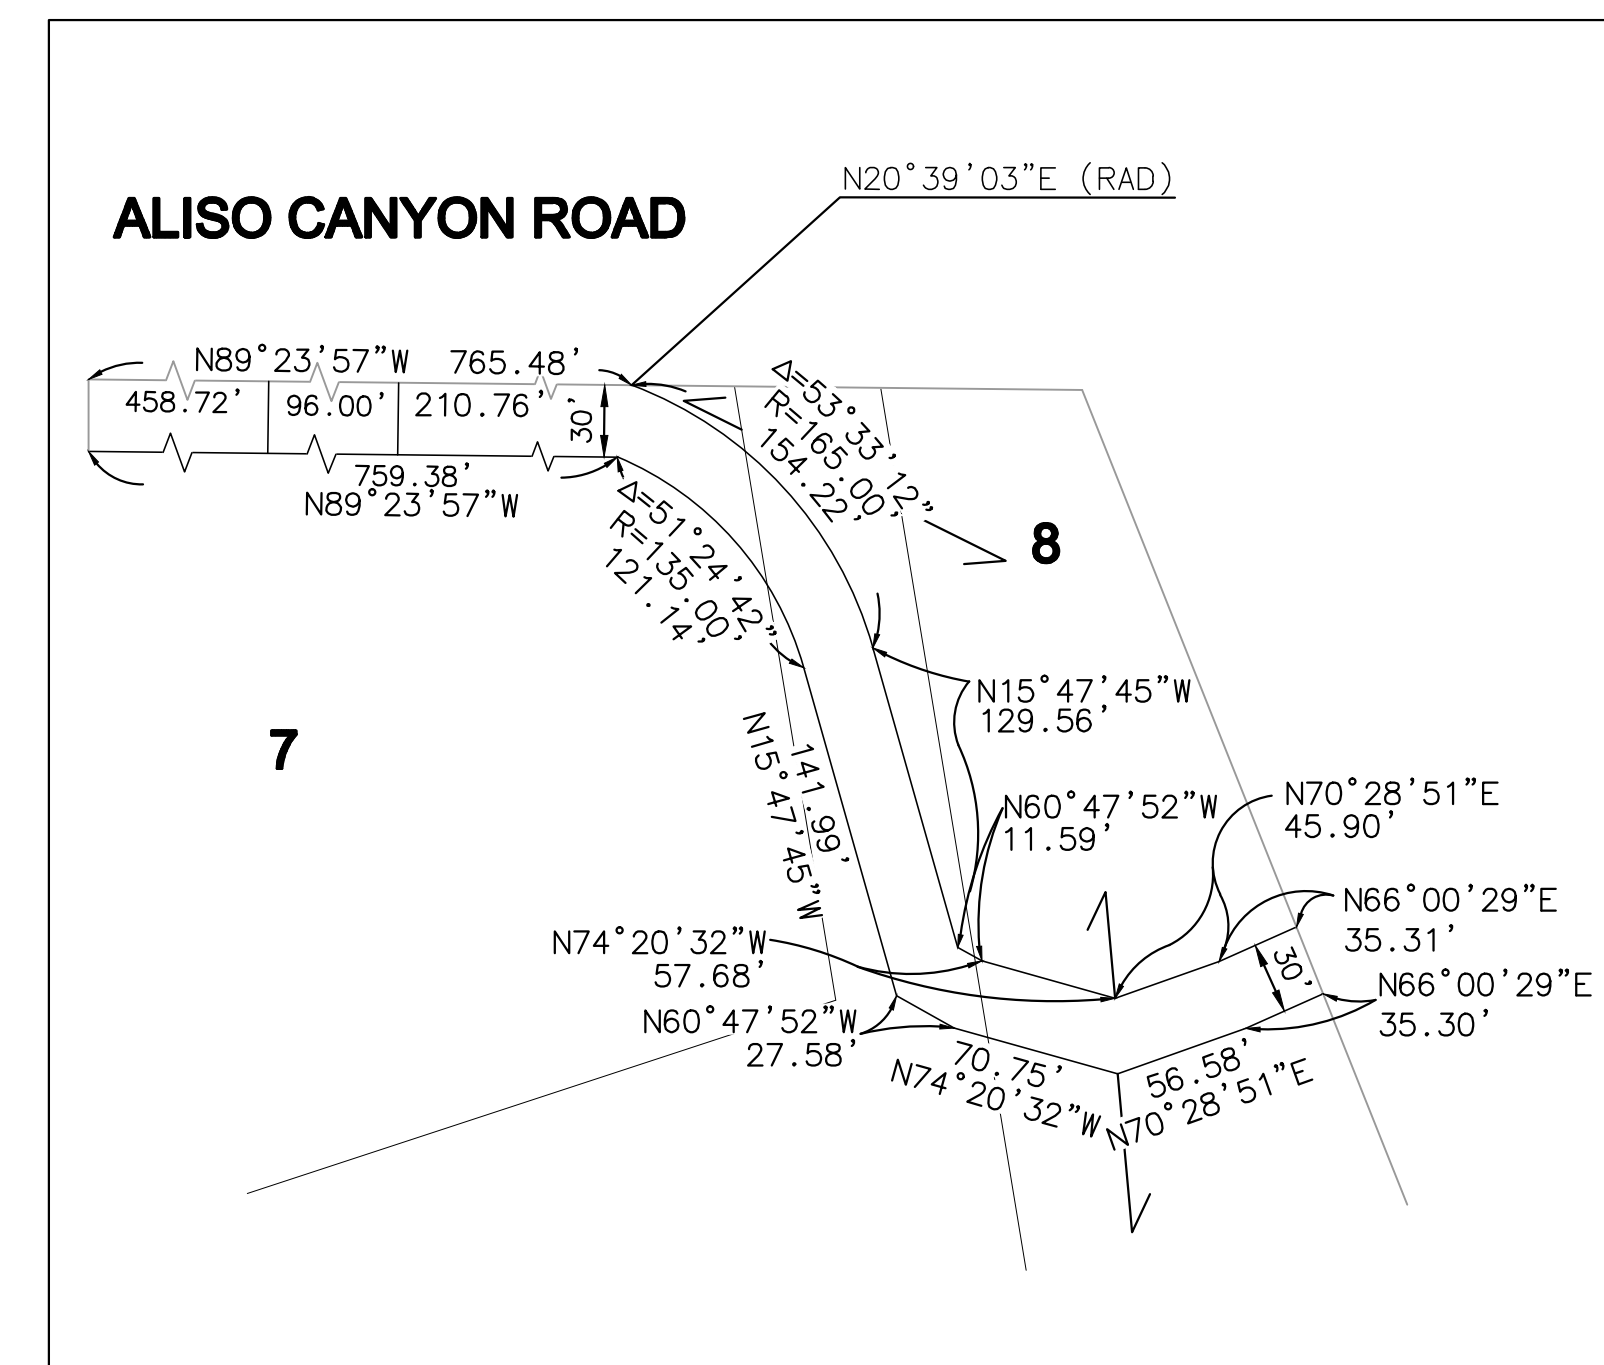 N20°39'03"E (RAD)
ALISO CANYON ROAD
N89°23'57"W 765.48'
458.72' 96.00' 210.76'
30'
759.38'
N89°23'57"W
Δ=53°33'12"
R=165.00'
154.22'
Δ=51°24'42"
R=135.00'
121.14'
8
7
N15°47'45"W
129.56'
141.99'
N15°47'45"W
N60°47'52"W
11.59'
N70°28'51"E
45.90'
N66°00'29"E
35.31'
30'
N66°00'29"E
35.30'
N74°20'32"W
57.68'
N60°47'52"W
27.58'
70.75'
N74°20'32"W
56.58'
N70°28'51"E